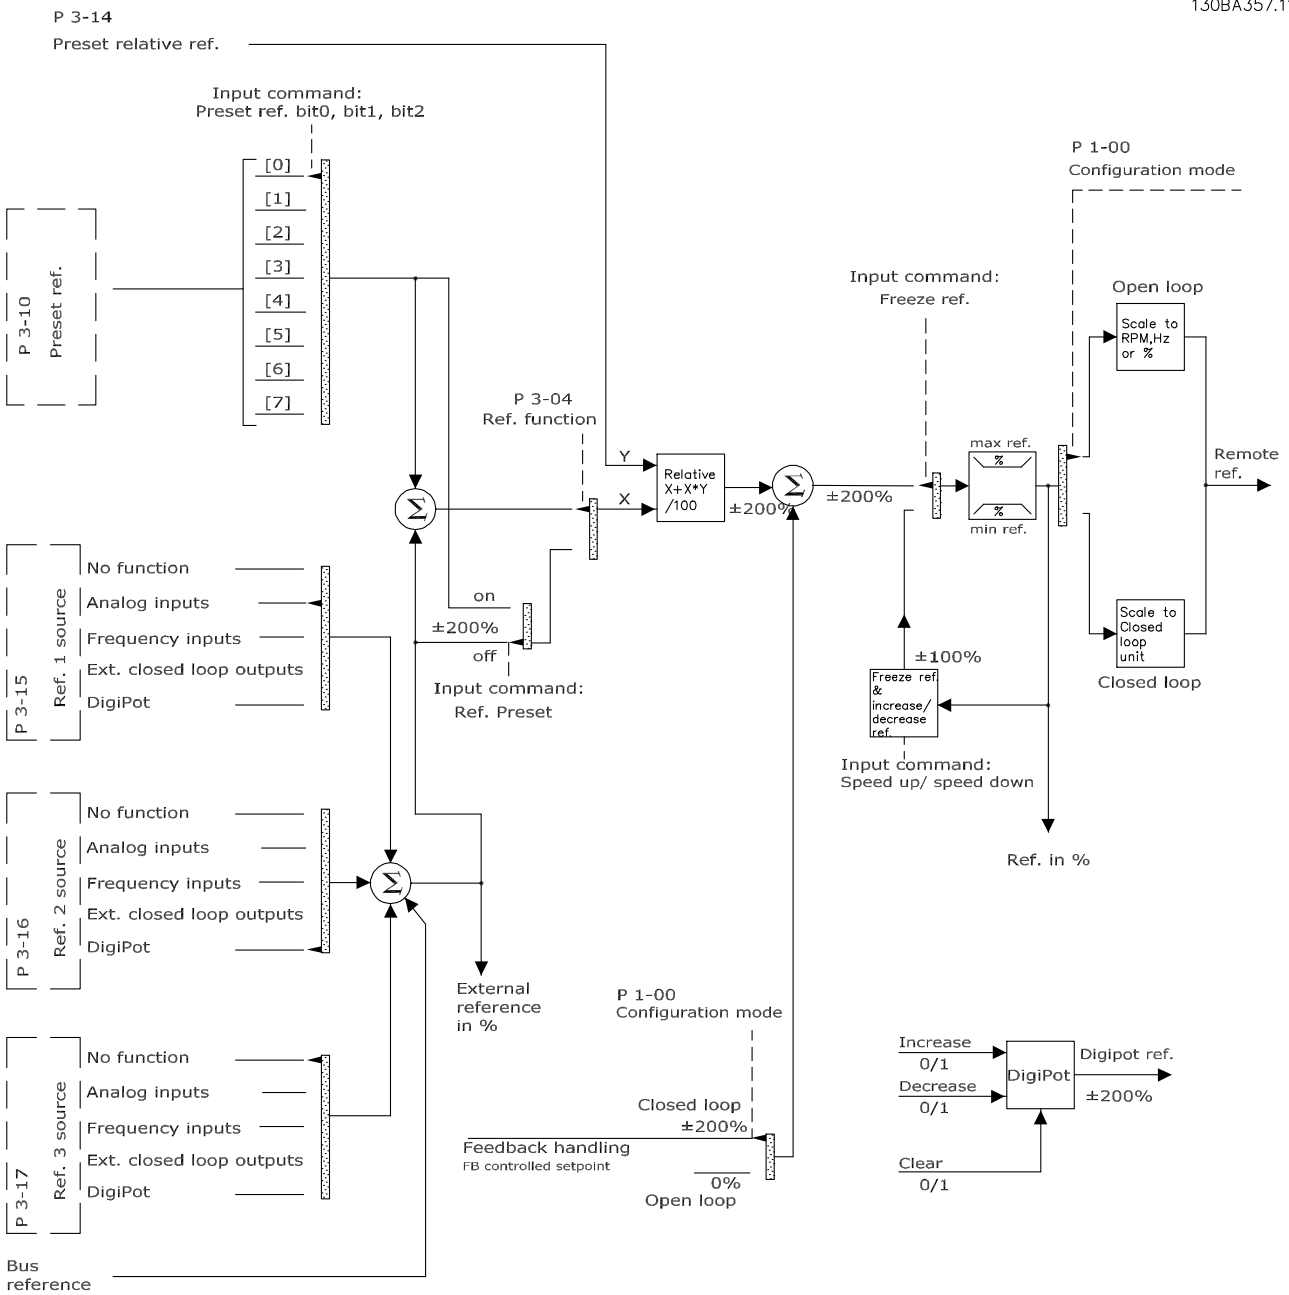 130BA357.1
P 3-14
Preset relative ref.
Input command:
Preset ref. bit0, bit1, bit2
[0]
[1]
[2]
[3]
[4]
[5]
[6]
[7]
P 3-10
Preset ref.
P 1-00
Configuration mode
Input command:
Freeze ref.
Open loop
Scale to
RPM,Hz
or %
P 3-04
Ref. function
Y
X
Relative
X+X*Y
/100
±200%
Σ
±200%
max ref.
%
%
min ref.
Remote
ref.
Σ
on
±200%
off
Input command:
Ref. Preset
Scale to
Closed
loop
unit
Closed loop
±100%
Freeze ref.
&
increase/
decrease
ref.
Input command:
Speed up/ speed down
Ref. in %
P 3-15
Ref. 1 source
No function
Analog inputs
Frequency inputs
Ext. closed loop outputs
DigiPot
P 3-16
Ref. 2 source
No function
Analog inputs
Frequency inputs
Ext. closed loop outputs
DigiPot
Σ
External
reference
in %
P 3-17
Ref. 3 source
No function
Analog inputs
Frequency inputs
Ext. closed loop outputs
DigiPot
Bus
reference
P 1-00
Configuration mode
Closed loop
±200%
Feedback handling
FB controlled setpoint
0%
Open loop
Increase
0/1
Decrease
0/1
Clear
0/1
DigiPot
Digipot ref.
±200%